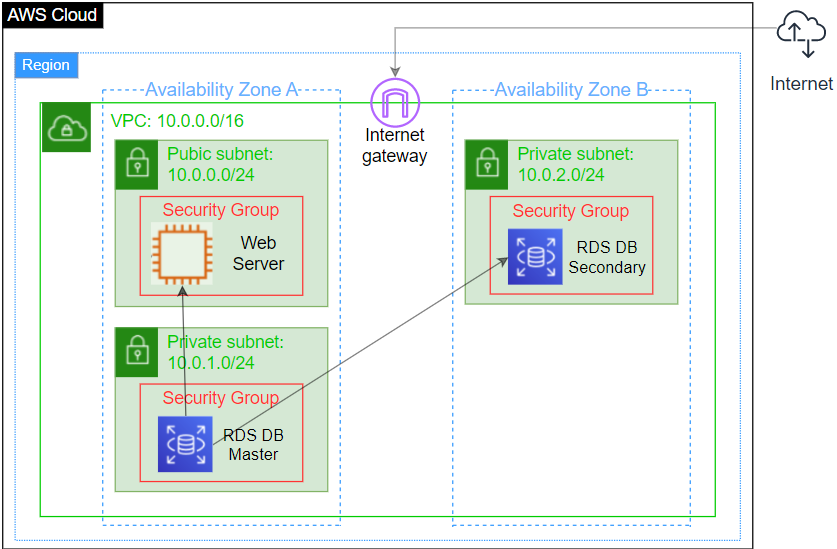 AWS Cloud
Internet
Region
Availability Zone A
Availability Zone B
VPC: 10.0.0.0/16
Internet
gateway
Pubic subnet:
10.0.0.0/24
Security Group
Web
Server
Private subnet:
10.0.2.0/24
Security Group
RDS DB
Secondary
Private subnet:
10.0.1.0/24
Security Group
RDS DB
Master